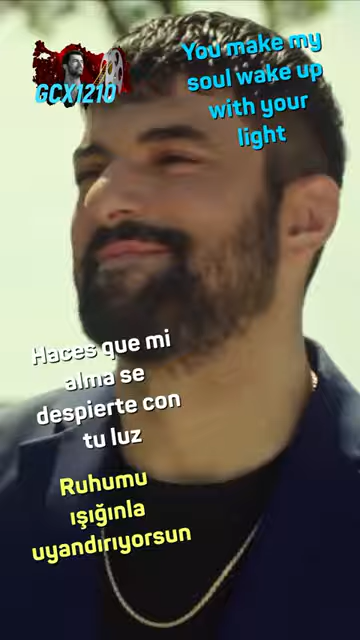 GCX1210
You make my
soul wake up
with your
light
Haces que mi
alma se
despierte con
tu luz
Ruhumu
ışığınla
uyandırıyorsun